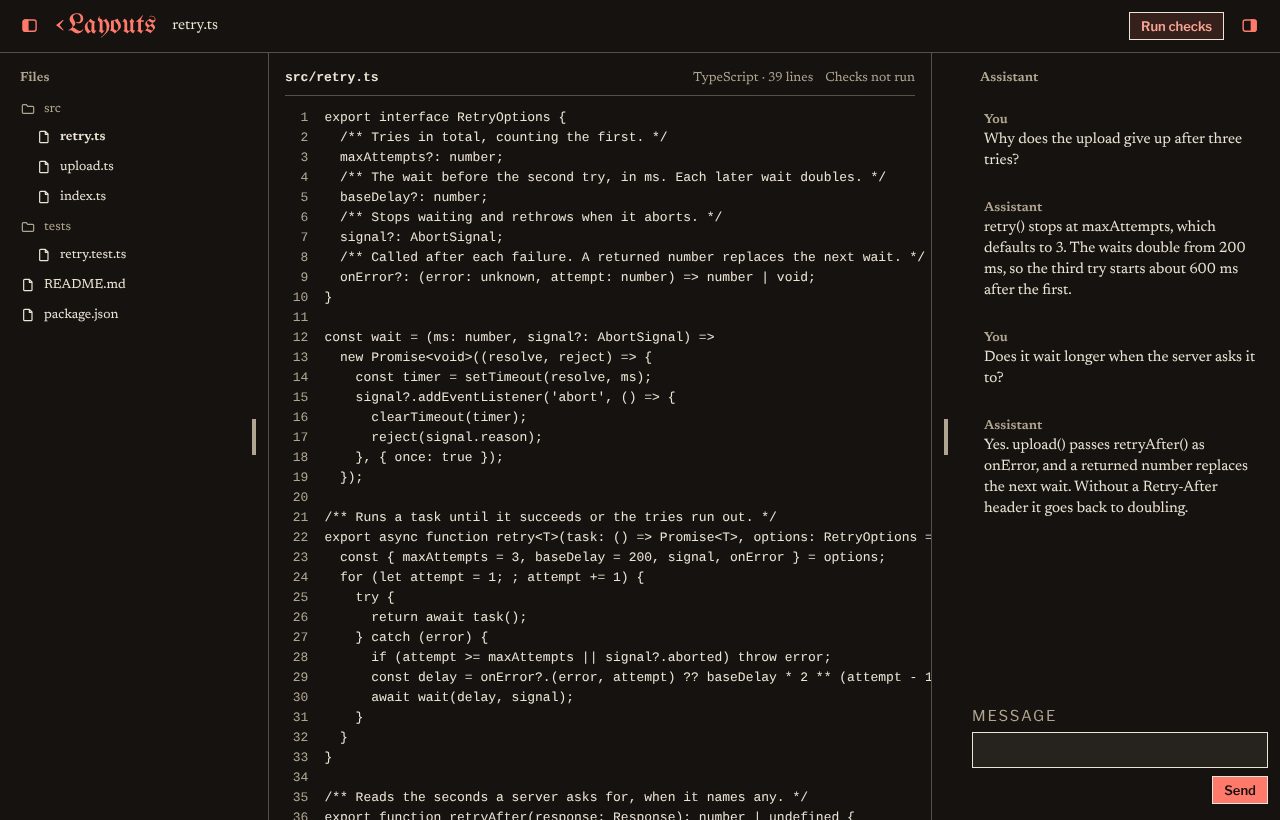 Layouts
retry.ts
Run checks
Files
src
retry.ts
upload.ts
index.ts
tests
retry.test.ts
README.md
package.json
src/retry.ts
TypeScript · 39 lines
Checks not run
1 export interface RetryOptions {
2 /** Tries in total, counting the first. */
3 maxAttempts?: number;
4 /** The wait before the second try, in ms. Each later wait doubles. */
5 baseDelay?: number;
6 /** Stops waiting and rethrows when it aborts. */
7 signal?: AbortSignal;
8 /** Called after each failure. A returned number replaces the next wait. */
9 onError?: (error: unknown, attempt: number) => number | void;
10 }
11
12 const wait = (ms: number, signal?: AbortSignal) =>
13 new Promise<void>((resolve, reject) => {
14 const timer = setTimeout(resolve, ms);
15 signal?.addEventListener('abort', () => {
16 clearTimeout(timer);
17 reject(signal.reason);
18 }, { once: true });
19 });
20
21 /** Runs a task until it succeeds or the tries run out. */
22 export async function retry<T>(task: () => Promise<T>, options: RetryOptions =
23 const { maxAttempts = 3, baseDelay = 200, signal, onError } = options;
24 for (let attempt = 1; ; attempt += 1) {
25 try {
26 return await task();
27 } catch (error) {
28 if (attempt >= maxAttempts || signal?.aborted) throw error;
29 const delay = onError?.(error, attempt) ?? baseDelay * 2 ** (attempt - 1
30 await wait(delay, signal);
31 }
32 }
33 }
34
35 /** Reads the seconds a server asks for, when it names any. */
36 export function retryAfter(response: Response): number | undefined {
Assistant
You
Why does the upload give up after three
tries?
Assistant
retry() stops at maxAttempts, which
defaults to 3. The waits double from 200
ms, so the third try starts about 600 ms
after the first.
You
Does it wait longer when the server asks it
to?
Assistant
Yes. upload() passes retryAfter() as
onError, and a returned number replaces
the next wait. Without a Retry-After
header it goes back to doubling.
MESSAGE
Send